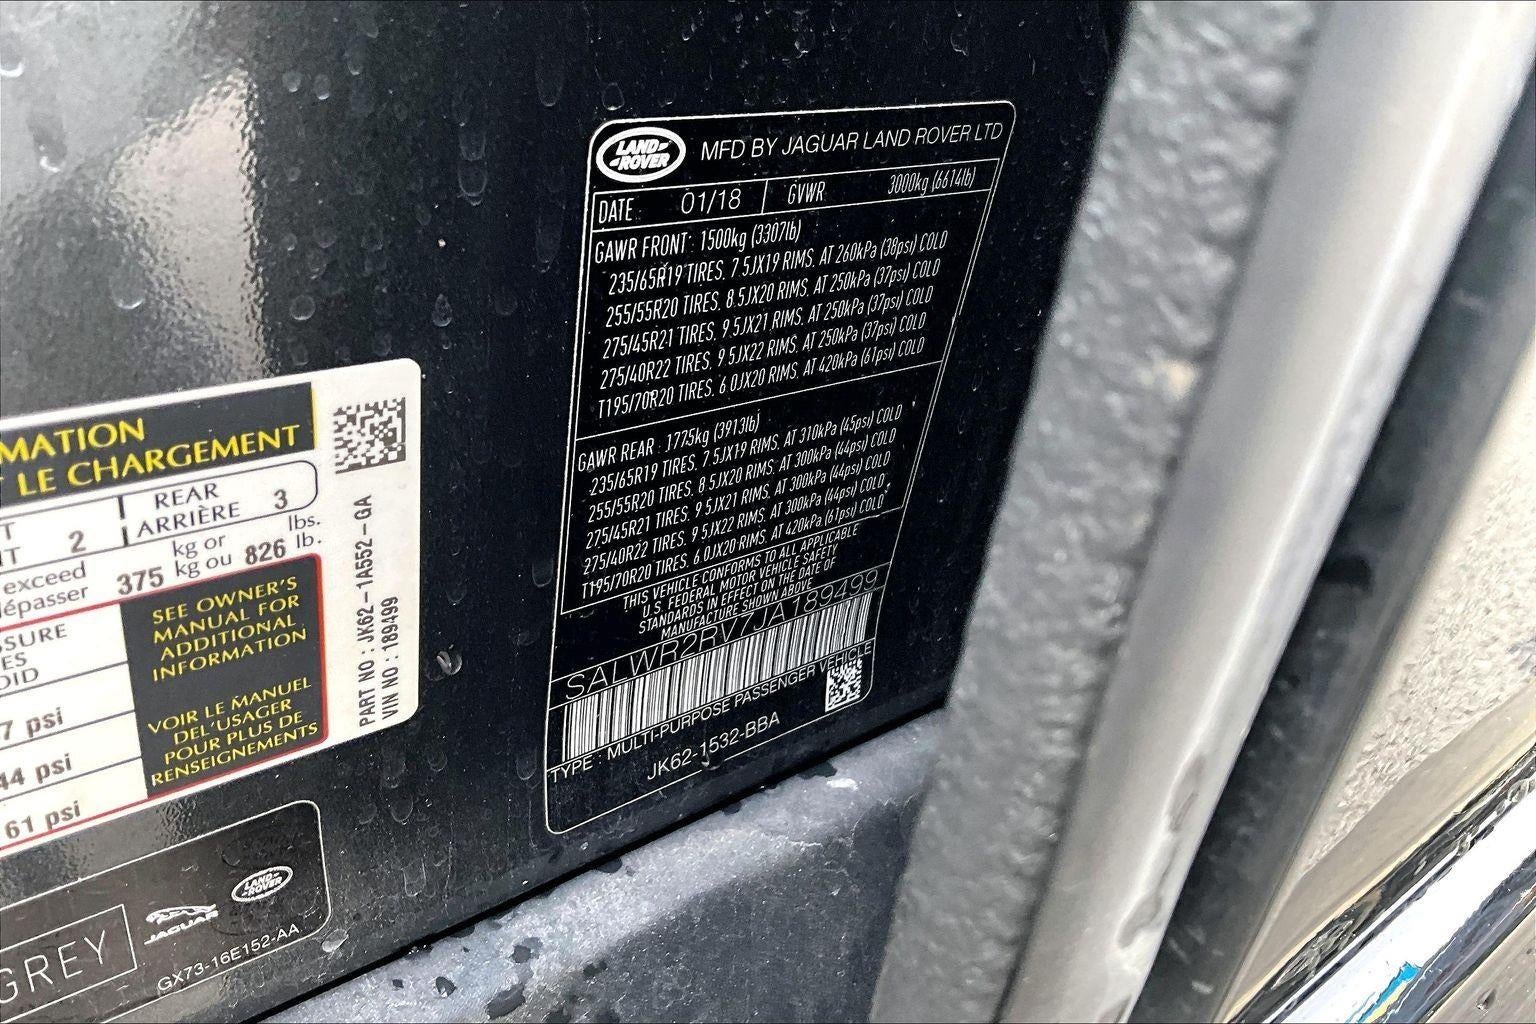 MATION
LE CHARGEMENT
2
REAR
ARRIÈRE
3
exceed
375
kg or
kg ou
826
lbs.
lb.
SEE OWNER'S
MANUAL FOR
ADDITIONAL
INFORMATION
VOIR LE MANUEL
DEL'USAGER
POUR PLUS DE
RENSEIGNEMENTS
7 psi
44 psi
61 psi
PART NO : JK62-1A552-GA
VIN NO : 189499
GREY
JAGUAR
LAND-
-ROVER
GX73-16E152-AA
LAND-
-ROVER
MFD BY JAGUAR LAND ROVER LTD
DATE 01/18 GVWR 3000kg (6614lb)
GAWR FRONT: 1500kg (3307lb)
235/65R19 TIRES, 7.5JX19 RIMS, AT 260kPa (38psi) COLD
255/55R20 TIRES, 8.5JX20 RIMS, AT 250kPa (37psi) COLD
275/45R21 TIRES, 9.5JX21 RIMS, AT 250kPa (37psi) COLD
275/40R22 TIRES, 9.5JX22 RIMS, AT 250kPa (37psi) COLD
T195/70R20 TIRES, 6.0JX20 RIMS, AT 420kPa (61psi) COLD
GAWR REAR : 1775kg (3913lb)
235/65R19 TIRES, 7.5JX19 RIMS, AT 310kPa (45psi) COLD
255/55R20 TIRES, 8.5JX20 RIMS, AT 300kPa (44psi) COLD
275/45R21 TIRES, 9.5JX21 RIMS, AT 300kPa (44psi) COLD
275/40R22 TIRES, 9.5JX22 RIMS, AT 300kPa (44psi) COLD
T195/70R20 TIRES, 6.0JX20 RIMS, AT 420kPa (61psi) COLD
THIS VEHICLE CONFORMS TO ALL APPLICABLE
U.S. FEDERAL MOTOR VEHICLE SAFETY
STANDARDS IN EFFECT ON THE DATE OF
MANUFACTURE SHOWN ABOVE
SALWR2RV7JA189499
TYPE : MULTI-PURPOSE PASSENGER VEHICLE
JK62-1532-BBA